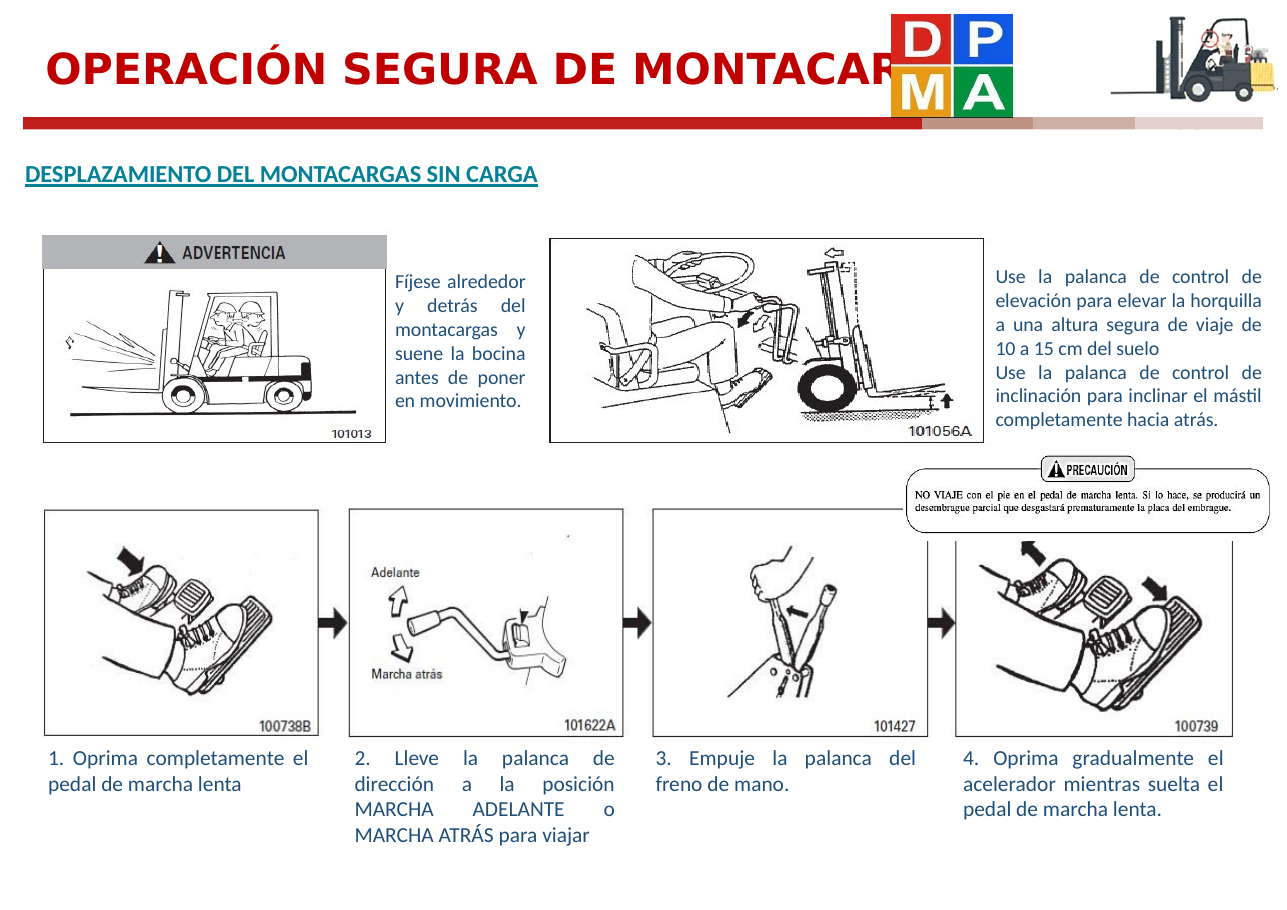 OPERACIÓN SEGURA DE MONTACAR
D P
M A
DESPLAZAMIENTO DEL MONTACARGAS SIN CARGA
ADVERTENCIA
101013
Fíjese alrededor
y detrás del
montacargas y
suene la bocina
antes de poner
en movimiento.
101056A
Use la palanca de control de
elevación para elevar la horquilla
a una altura segura de viaje de
10 a 15 cm del suelo
Use la palanca de control de
inclinación para inclinar el mástil
completamente hacia atrás.
PRECAUCIÓN
NO VIAJE con el pie en el pedal de marcha lenta. Si lo hace, se producirá un
desembrague parcial que desgastará prematuramente la placa del embrague.
100738B
Adelante
Marcha atrás
101622A
101427
100739
1. Oprima completamente el
pedal de marcha lenta
2. Lleve la palanca de
dirección a la posición
MARCHA ADELANTE o
MARCHA ATRÁS para viajar
3. Empuje la palanca del
freno de mano.
4. Oprima gradualmente el
acelerador mientras suelta el
pedal de marcha lenta.